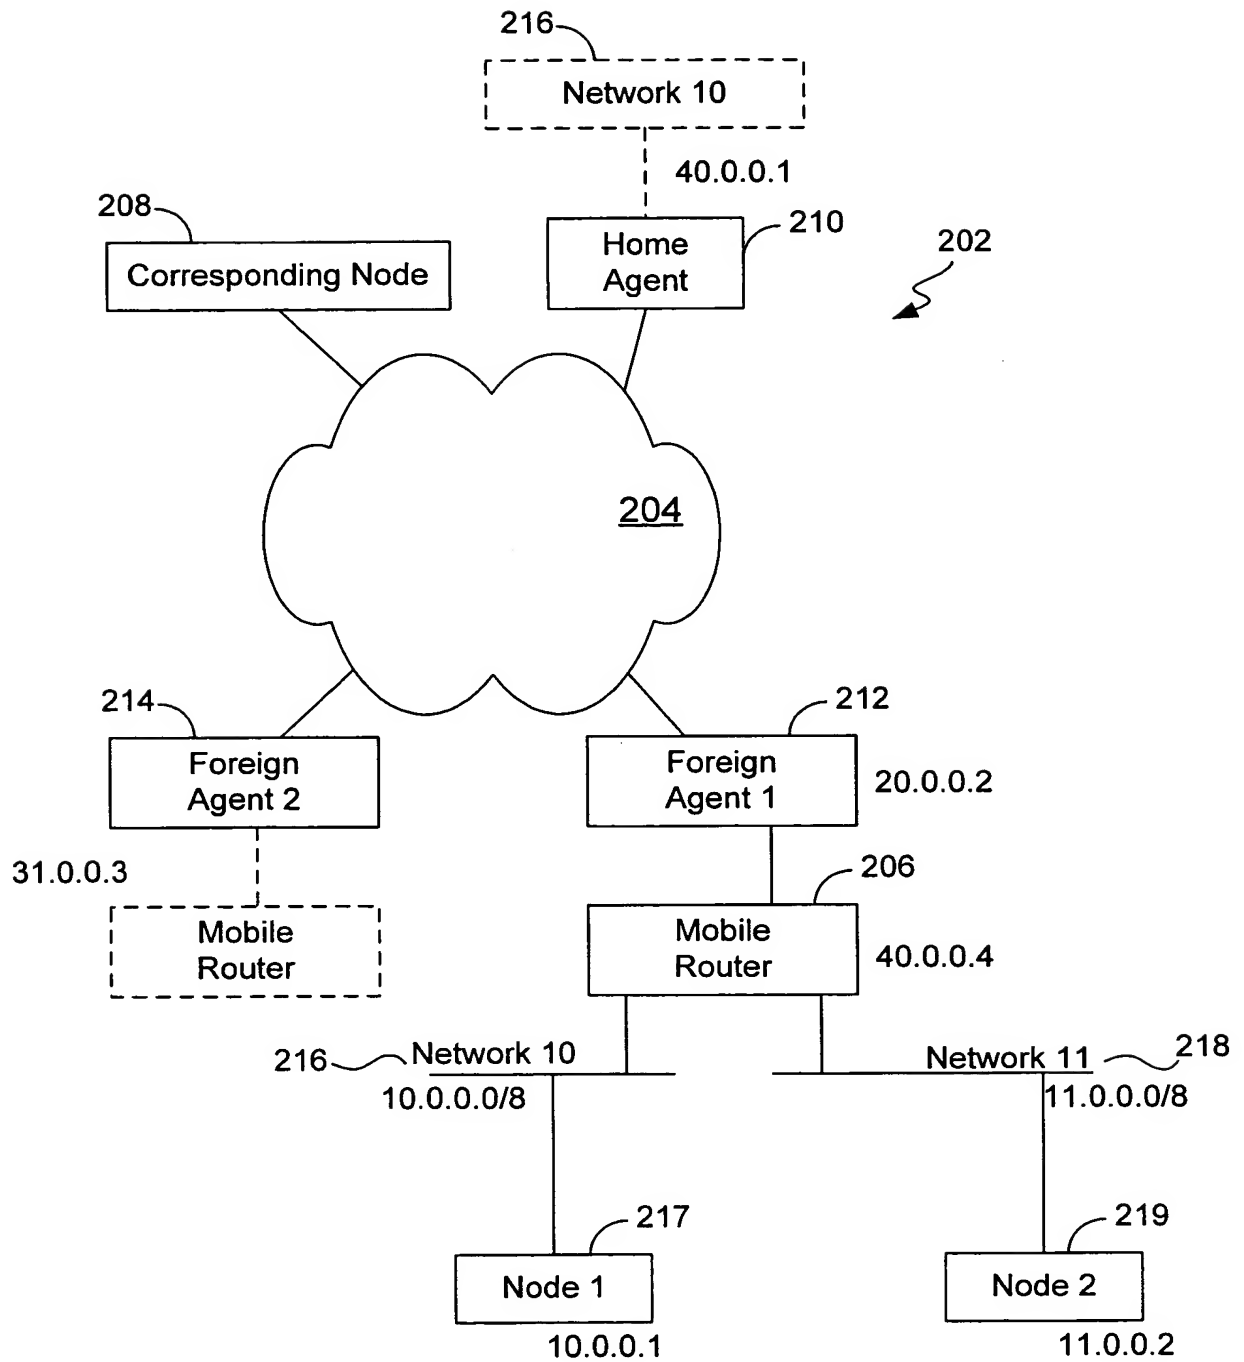 216
Network 10
40.0.0.1
208
210
Corresponding Node
Home
Agent
202
204
214
212
Foreign
Agent 2
Foreign
Agent 1
20.0.0.2
31.0.0.3
206
Mobile
Router
Mobile
Router
40.0.0.4
216
Network 10
10.0.0.0/8
Network 11
218
11.0.0.0/8
217
219
Node 1
Node 2
10.0.0.1
11.0.0.2